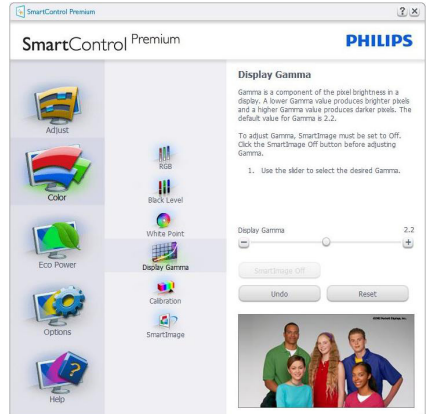 SmartControl Premium
SmartControl Premium
PHILIPS
Adjust
Color
Eco Power
Options
Help
RGB
Black Level
White Point
Display Gamma
Calibration
SmartImage
Display Gamma
Gamma is a component of the pixel brightness in a
display. A lower Gamma value produces brighter pixels
and a higher Gamma value produces darker pixels. The
default value for Gamma is 2.2.
To adjust Gamma, SmartImage must be set to Off.
Click the SmartImage Off button before adjusting
Gamma.
1. Use the slider to select the desired Gamma.
Display Gamma 2.2
SmartImage Off
Undo Reset